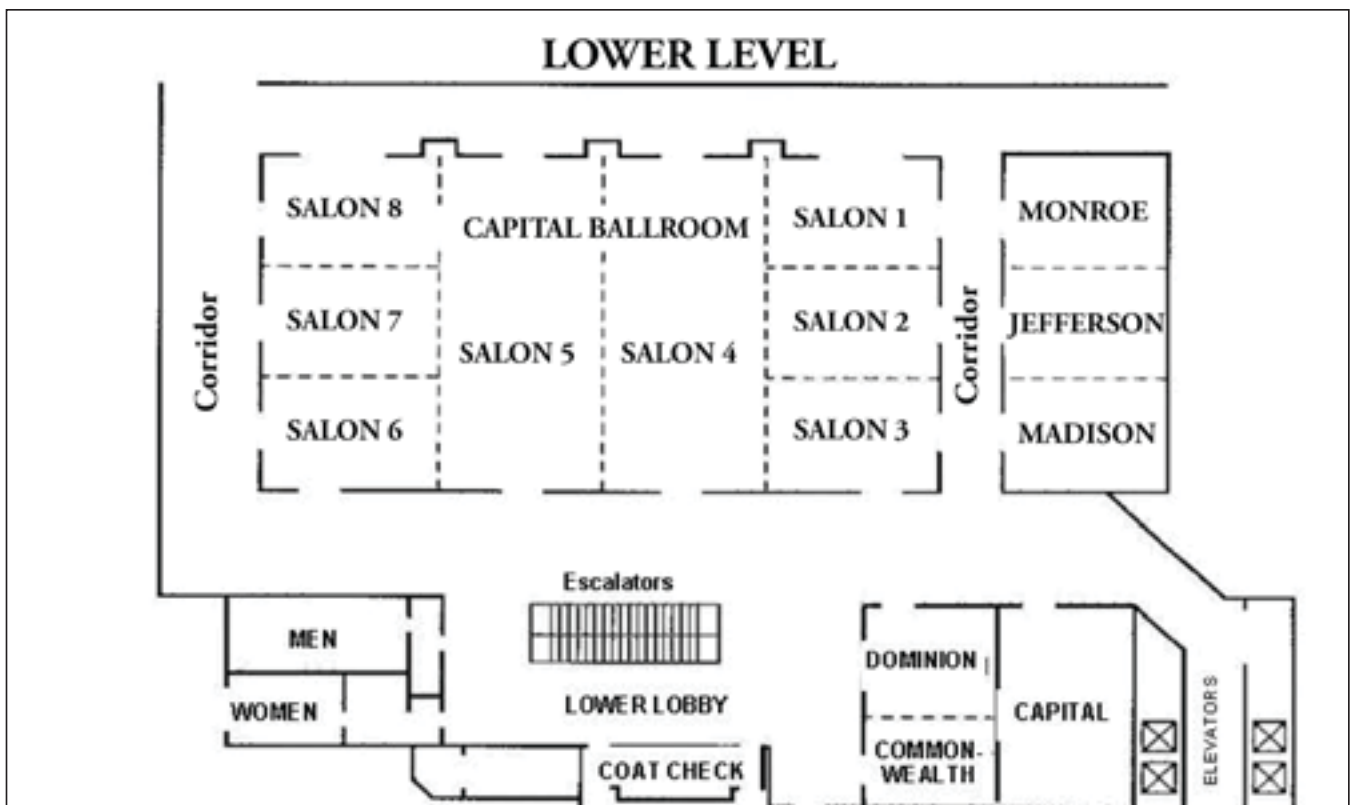 LOWER LEVEL
SALON 8
CAPITAL BALLROOM
SALON 1
MONROE
Corridor
SALON 7
SALON 5
SALON 4
SALON 2
Corridor
JEFFERSON
SALON 6
SALON 3
MADISON
Escalators
MEN
WOMEN
LOWER LOBBY
COAT CHECK
DOMINION
COMMON-
WEALTH
CAPITAL
ELEVATORS